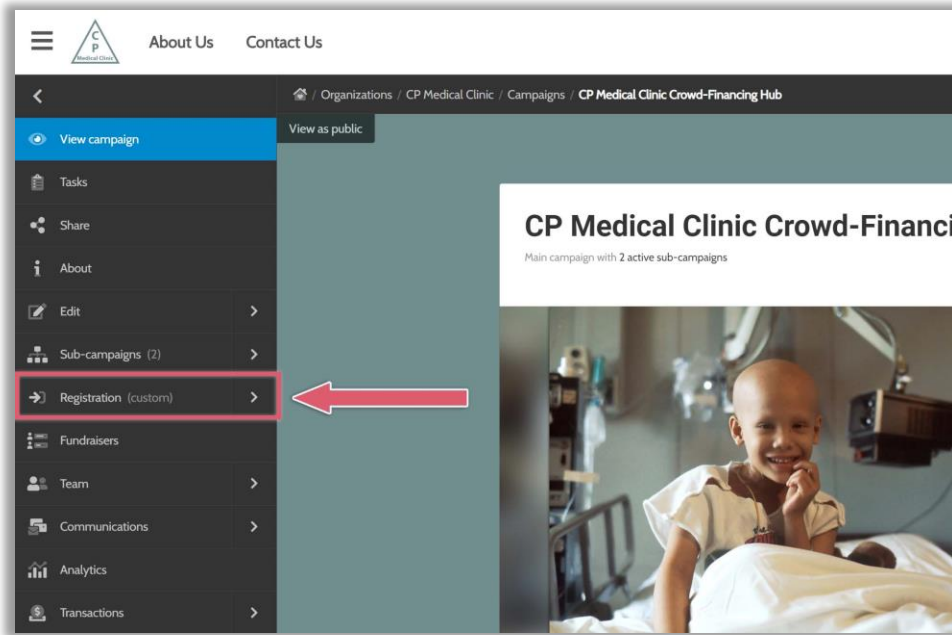 C
P
Medical Clinic
About Us Contact Us
/ Organizations / CP Medical Clinic / Campaigns / CP Medical Clinic Crowd-Financing Hub
View campaign
View as public
Tasks
Share
CP Medical Clinic Crowd-Financi
Main campaign with 2 active sub-campaigns
About
Edit
Sub-campaigns (2)
Registration (custom)
Fundraisers
Team
Communications
Analytics
Transactions